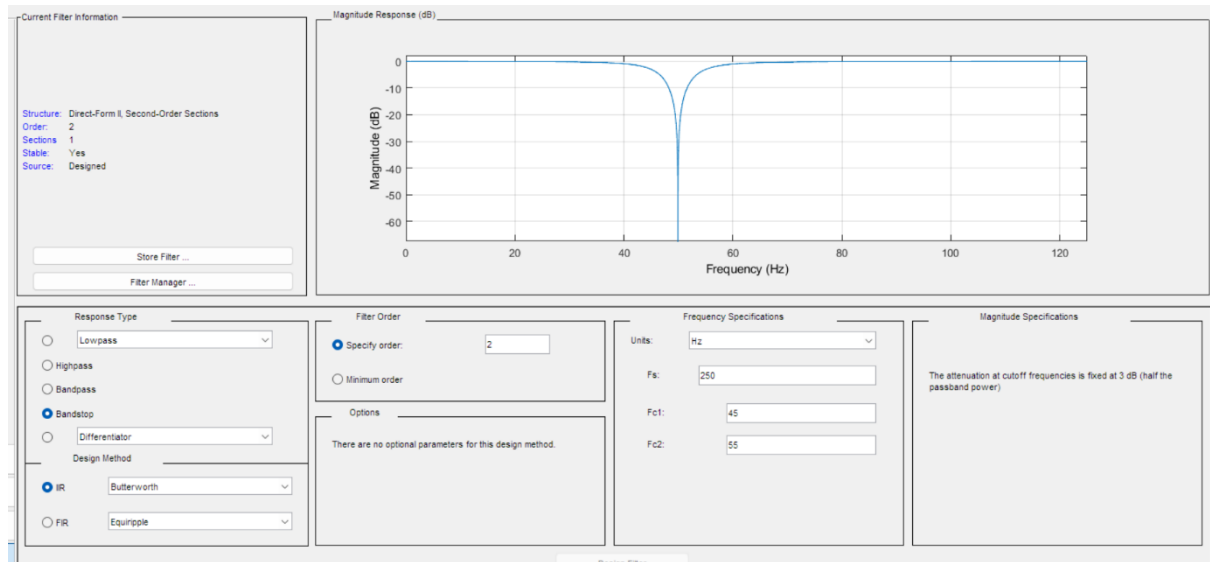 Current Filter Information
Structure: Direct-Form II, Second-Order Sections
Order: 2
Sections 1
Stable: Yes
Source: Designed
Store Filter ...
Filter Manager ...
Magnitude Response (dB)
Magnitude (dB)
0
-10
-20
-30
-40
-50
-60
0 20 40 60 80 100 120
Frequency (Hz)
Response Type
Lowpass
Highpass
Bandpass
Bandstop
Differentiator
Design Method
IIR Butterworth
FIR Equiripple
Filter Order
Specify order: 2
Minimum order
Options
There are no optional parameters for this design method.
Frequency Specifications
Units: Hz
Fs: 250
Fc1: 45
Fc2: 55
Magnitude Specifications
The attenuation at cutoff frequencies is fixed at 3 dB (half the
passband power)